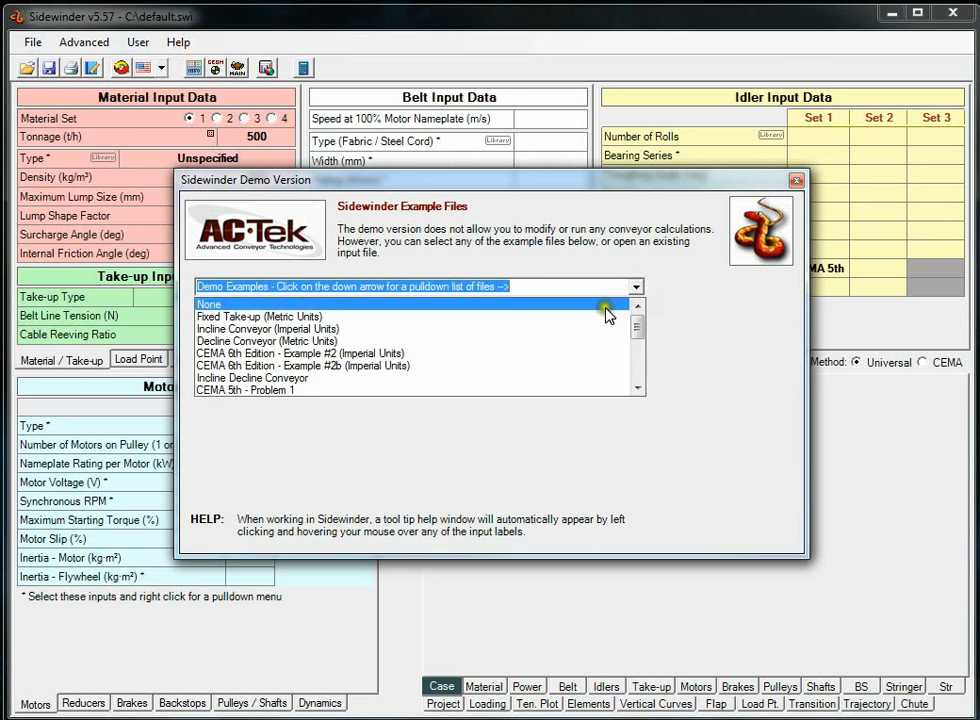 Sidewinder v5.57 - C:\default.swi
File Advanced User Help
INFO GEOM MAIN
Material Input Data
Material Set 1 2 3 4
Tonnage (t/h) 500
Type * Library Unspecified
Density (kg/m³)
Maximum Lump Size (mm)
Lump Shape Factor
Surcharge Angle (deg)
Internal Friction Angle (deg)
Take-up Inpu
Take-up Type
Belt Line Tension (N)
Cable Reeving Ratio
Material / Take-up Load Point
Belt Input Data
Speed at 100% Motor Nameplate (m/s)
Type (Fabric / Steel Cord) * Library
Width (mm) *
Idler Input Data
Set 1 Set 2 Set 3
Number of Rolls Library
Bearing Series *
MA 5th
Method: Universal CEMA
Sidewinder Demo Version
AC-Tek
Advanced Conveyor Technologies
Sidewinder Example Files
The demo version does not allow you to modify or run any conveyor calculations.
However, you can select any of the example files below, or open an existing
input file.
Demo Examples - Click on the down arrow for a pulldown list of files -->
None
Fixed Take-up (Metric Units)
Incline Conveyor (Imperial Units)
Decline Conveyor (Metric Units)
CEMA 6th Edition - Example #2 (Imperial Units)
CEMA 6th Edition - Example #2b (Imperial Units)
Incline Decline Conveyor
CEMA 5th - Problem 1
HELP: When working in Sidewinder, a tool tip help window will automatically appear by left
clicking and hovering your mouse over any of the input labels.
Moto
Type *
Number of Motors on Pulley (1 or
Nameplate Rating per Motor (kW
Motor Voltage (V) *
Synchronous RPM *
Maximum Starting Torque (%)
Motor Slip (%)
Inertia - Motor (kg·m²)
Inertia - Flywheel (kg·m²) *
* Select these inputs and right click for a pulldown menu
Motors Reducers Brakes Backstops Pulleys / Shafts Dynamics
Case Material Power Belt Idlers Take-up Motors Brakes Pulleys Shafts BS Stringer Str
Project Loading Ten. Plot Elements Vertical Curves Flap Load Pt. Transition Trajectory Chute